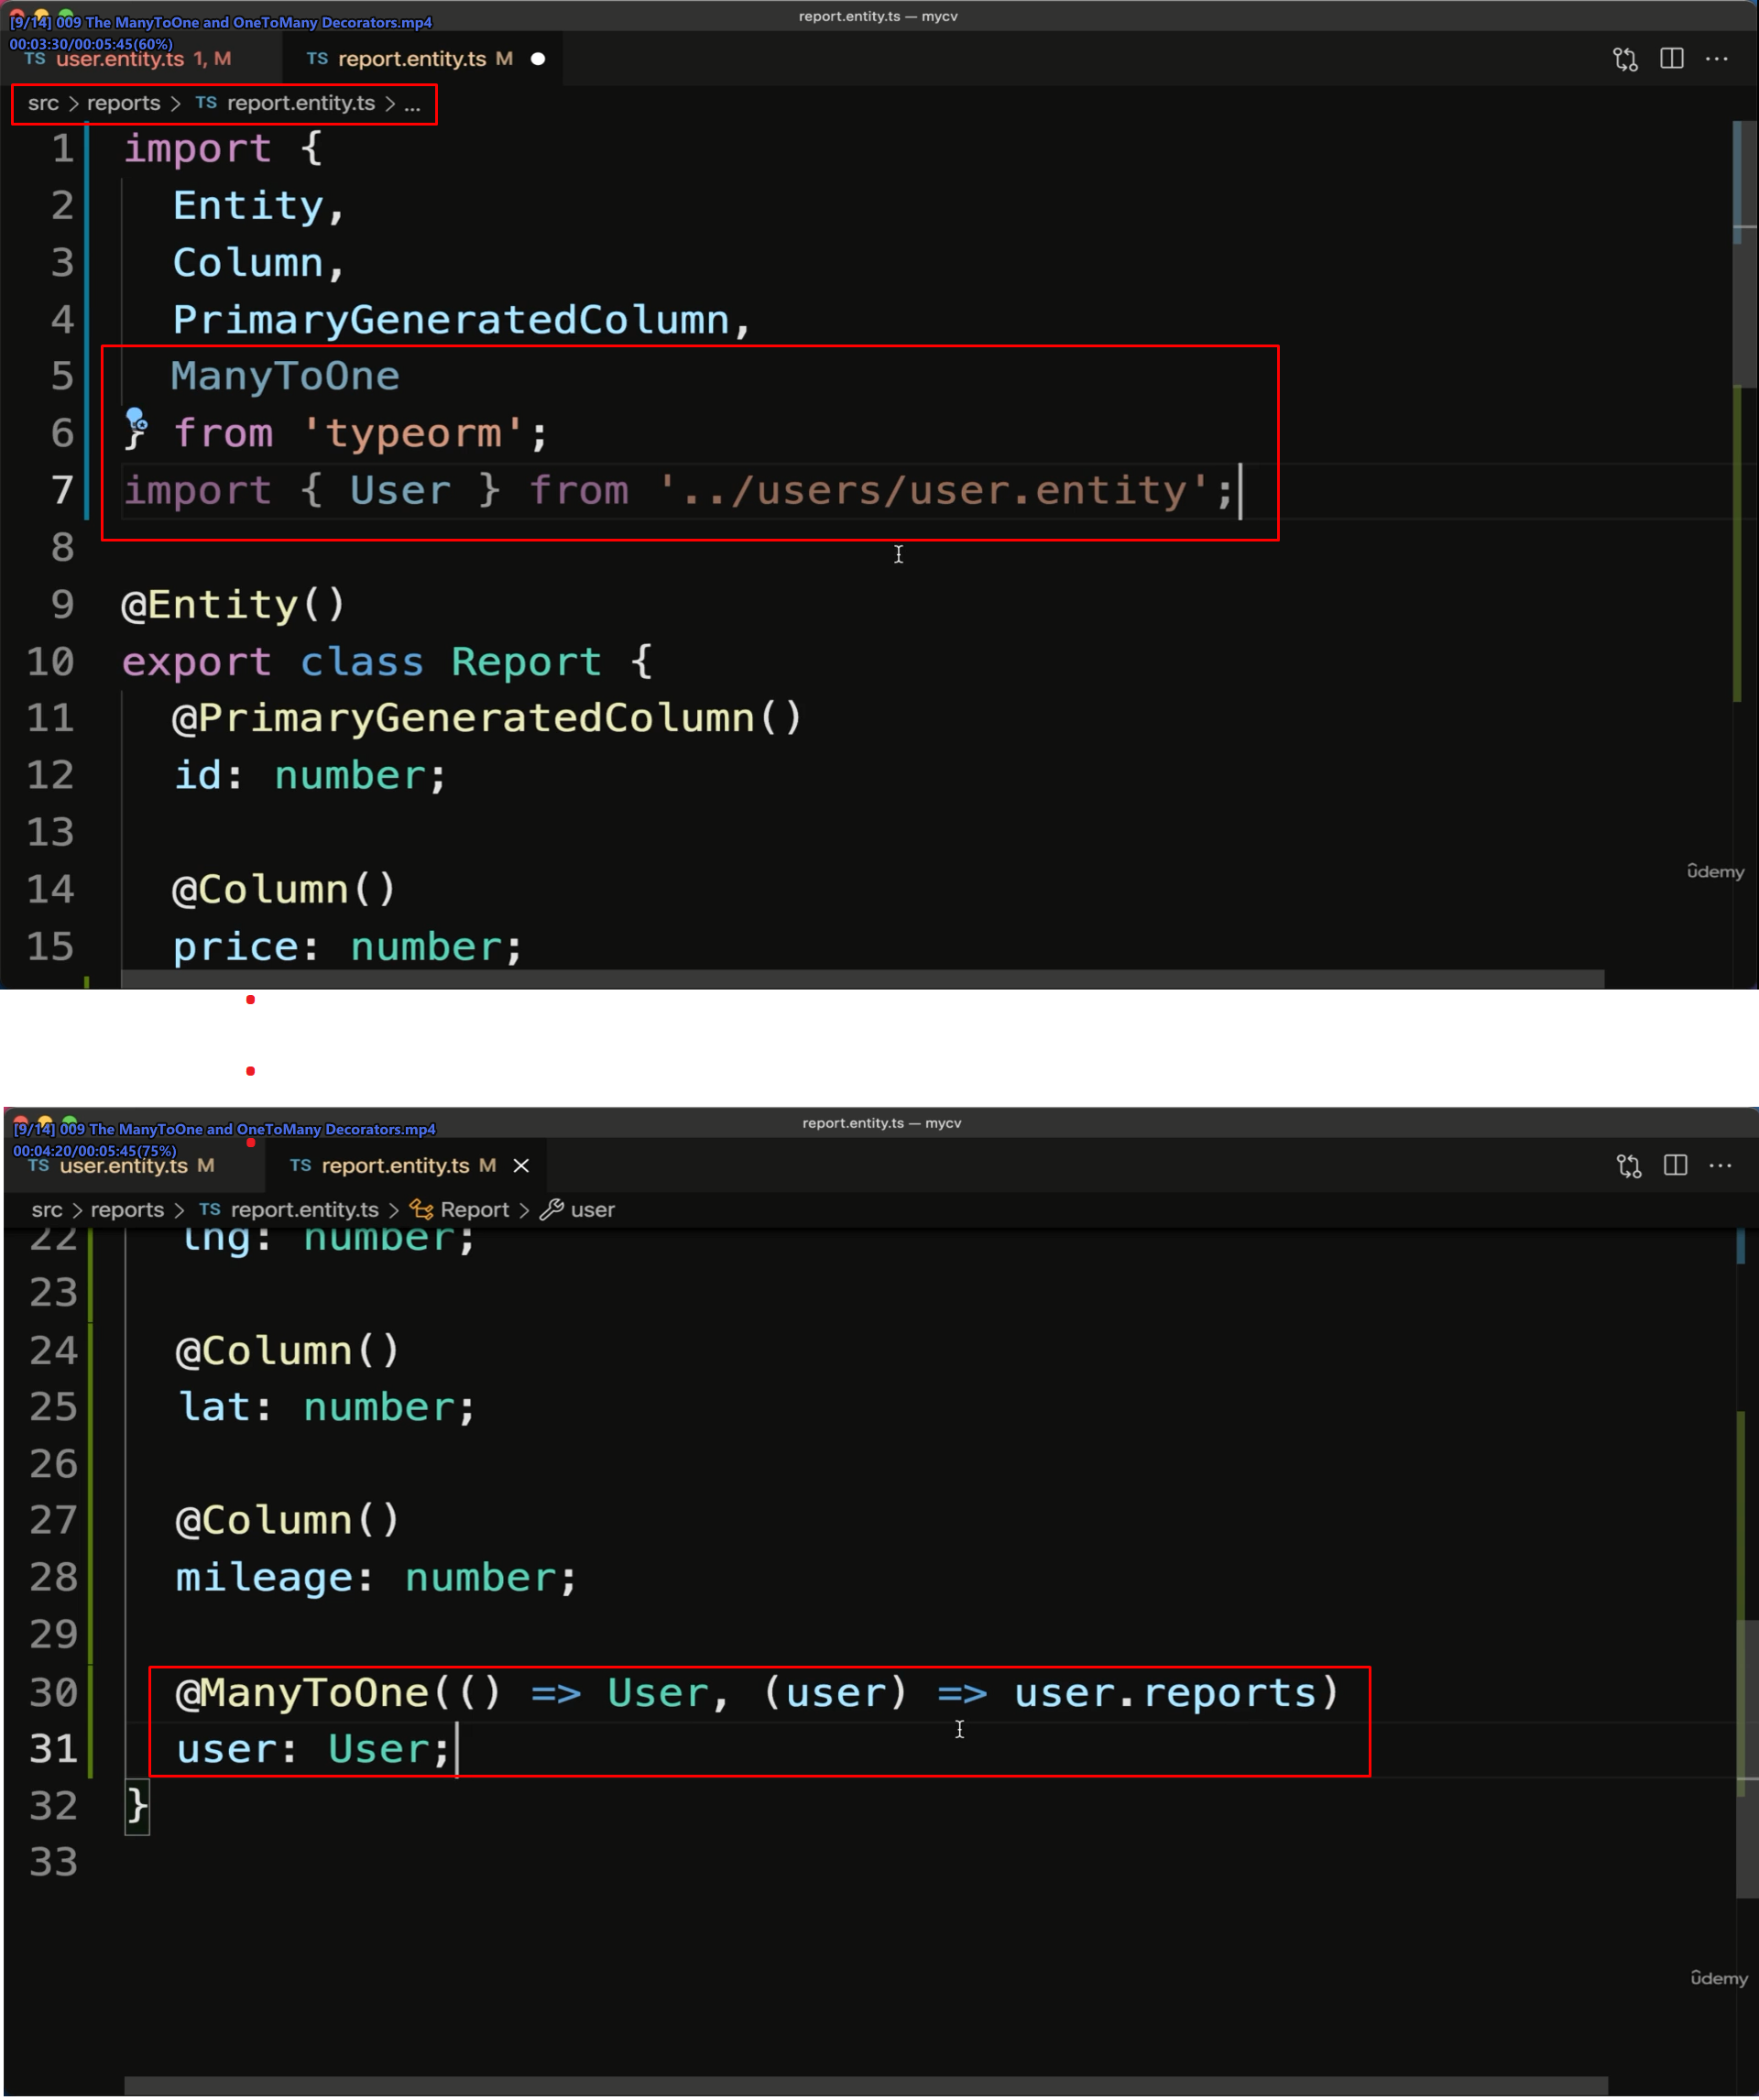 report.entity.ts — mycv
[9/14] 009 The ManyToOne and OneToMany Decorators.mp4
00:03:30/00:05:45(60%)
TS user.entity.ts 1, M TS report.entity.ts M
src > reports > TS report.entity.ts > ...
1 import {
2 Entity,
3 Column,
4 PrimaryGeneratedColumn,
5 ManyToOne
6 } from 'typeorm';
7 import { User } from '../users/user.entity';
8
9 @Entity()
10 export class Report {
11 @PrimaryGeneratedColumn()
12 id: number;
13
14 @Column()
15 price: number;
ûdemy
report.entity.ts — mycv
[9/14] 009 The ManyToOne and OneToMany Decorators.mp4
00:04:20/00:05:45(75%)
TS user.entity.ts M TS report.entity.ts M
src > reports > TS report.entity.ts > Report > user
22 lng: number;
23
24 @Column()
25 lat: number;
26
27 @Column()
28 mileage: number;
29
30 @ManyToOne(() => User, (user) => user.reports)
31 user: User;
32 }
33
ûdemy